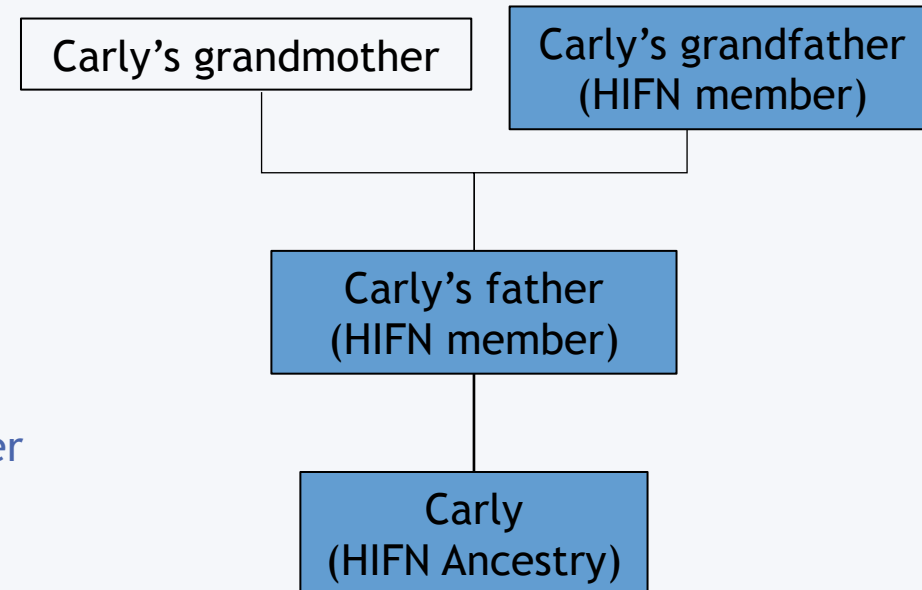 Carly’s grandmother
Carly’s grandfather
(HIFN member)
Carly’s father
(HIFN member)
er
Carly
(HIFN Ancestry)